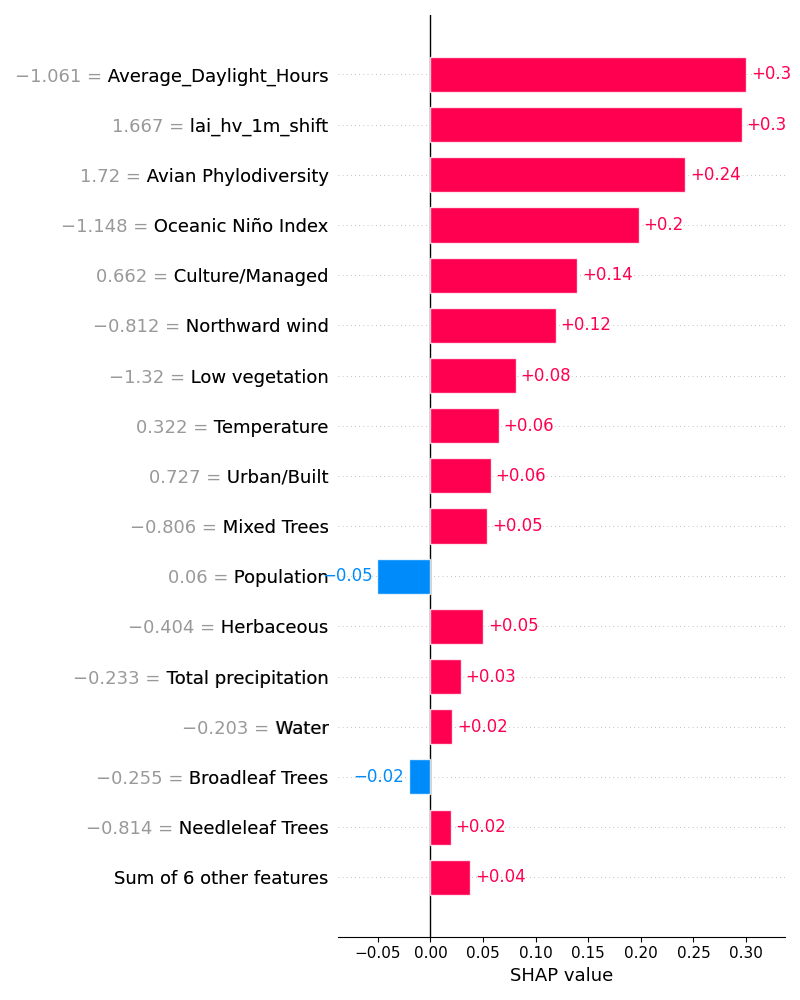 −1.061 = Average_Daylight_Hours +0.3
1.667 = lai_hv_1m_shift +0.3
1.72 = Avian Phylodiversity +0.24
−1.148 = Oceanic Niño Index +0.2
0.662 = Culture/Managed +0.14
−0.812 = Northward wind +0.12
−1.32 = Low vegetation +0.08
0.322 = Temperature +0.06
0.727 = Urban/Built +0.06
−0.806 = Mixed Trees +0.05
0.06 = Population −0.05
−0.404 = Herbaceous +0.05
−0.233 = Total precipitation +0.03
−0.203 = Water +0.02
−0.255 = Broadleaf Trees −0.02
−0.814 = Needleleaf Trees +0.02
Sum of 6 other features +0.04
−0.05 0.00 0.05 0.10 0.15 0.20 0.25 0.30
SHAP value